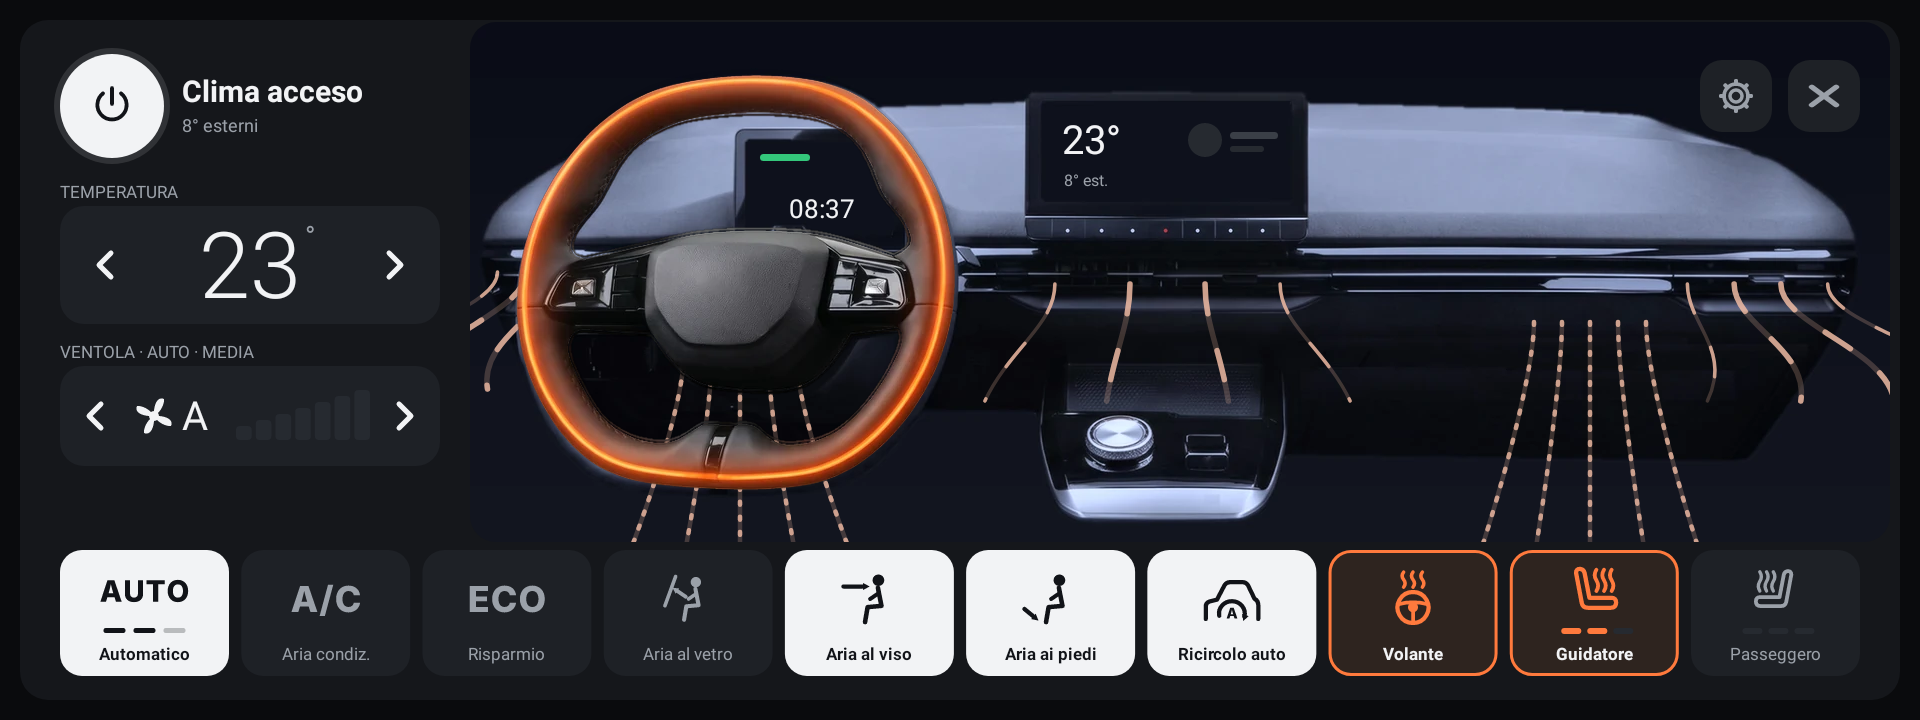 Clima acceso
8° esterni
TEMPERATURA
23°
VENTOLA · AUTO · MEDIA
A
08:37
23°
8° est.
AUTO
Automatico
A/C
Aria condiz.
ECO
Risparmio
Aria al vetro
Aria al viso
Aria ai piedi
A
Ricircolo auto
Volante
Guidatore
Passeggero